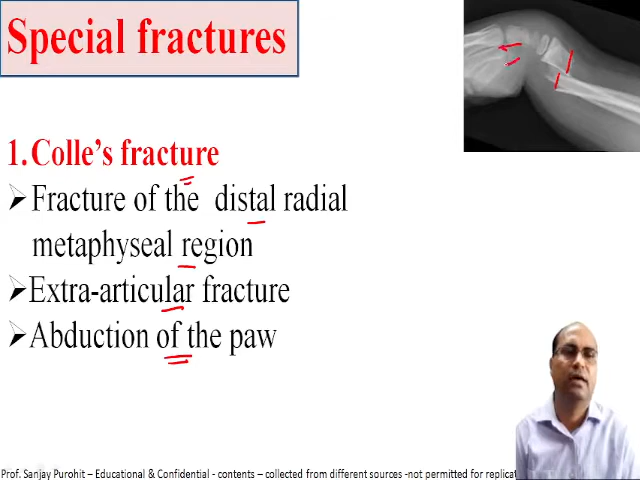 Special fractures
1. Colle's fracture
➢Fracture of the distal radial
metaphyseal region
➢Extra-articular fracture
➢Abduction of the paw
Prof. Sanjay Purohit – Educational & Confidential - contents – collected from different sources -not permitted for replicat